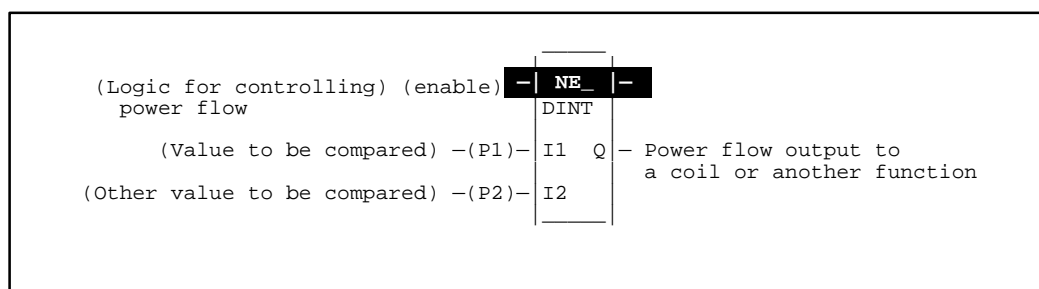 (Logic for controlling) (enable) –| NE_ |–
power flow |DINT |
(Value to be compared) –(P1)–|I1 Q|– Power flow output to
a coil or another function
(Other value to be compared) –(P2)–|I2 |